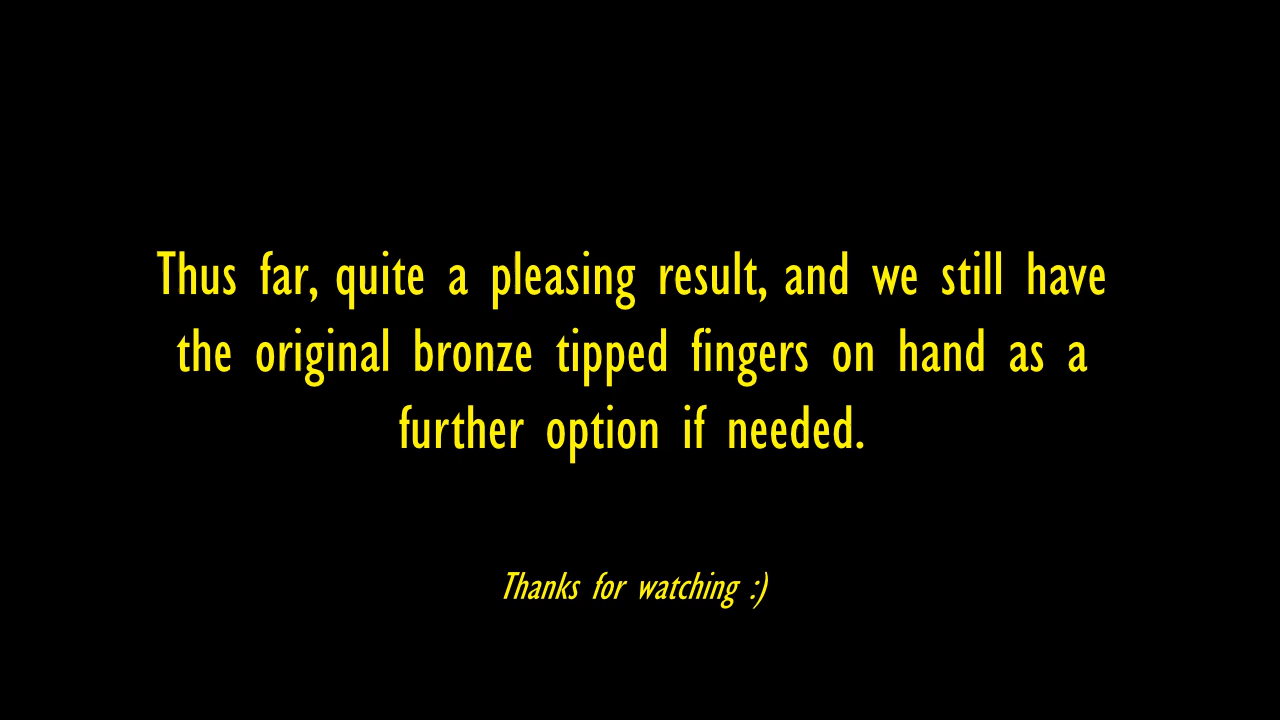 Thus far, quite a pleasing result, and we still have
the original bronze tipped fingers on hand as a
further option if needed.
Thanks for watching :)